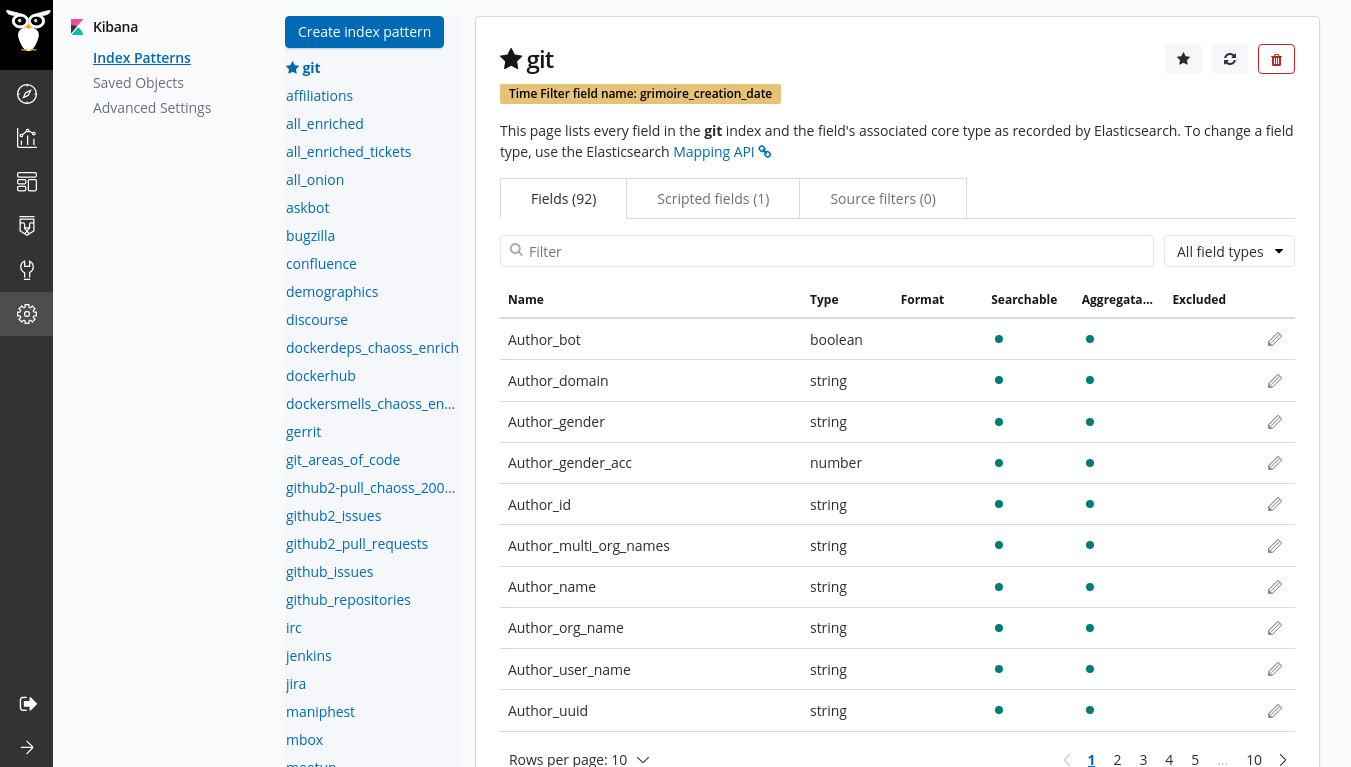 Kibana
Index Patterns
Saved Objects
Advanced Settings
Create index pattern
git
affiliations
all_enriched
all_enriched_tickets
all_onion
askbot
bugzilla
confluence
demographics
discourse
dockerdeps_chaoss_enrich
dockerhub
dockersmells_chaoss_en...
gerrit
git_areas_of_code
github2-pull_chaoss_200...
github2_issues
github2_pull_requests
github_issues
github_repositories
irc
jenkins
jira
maniphest
mbox
git
Time Filter field name: grimoire_creation_date
This page lists every field in the git index and the field's associated core type as recorded by Elasticsearch. To change a field
type, use the Elasticsearch Mapping API
Fields (92) Scripted fields (1) Source filters (0)
Filter All field types
Name Type Format Searchable Aggregata... Excluded
Author_bot boolean
Author_domain string
Author_gender string
Author_gender_acc number
Author_id string
Author_multi_org_names string
Author_name string
Author_org_name string
Author_user_name string
Author_uuid string
Rows per page: 10 1 2 3 4 5 ... 10